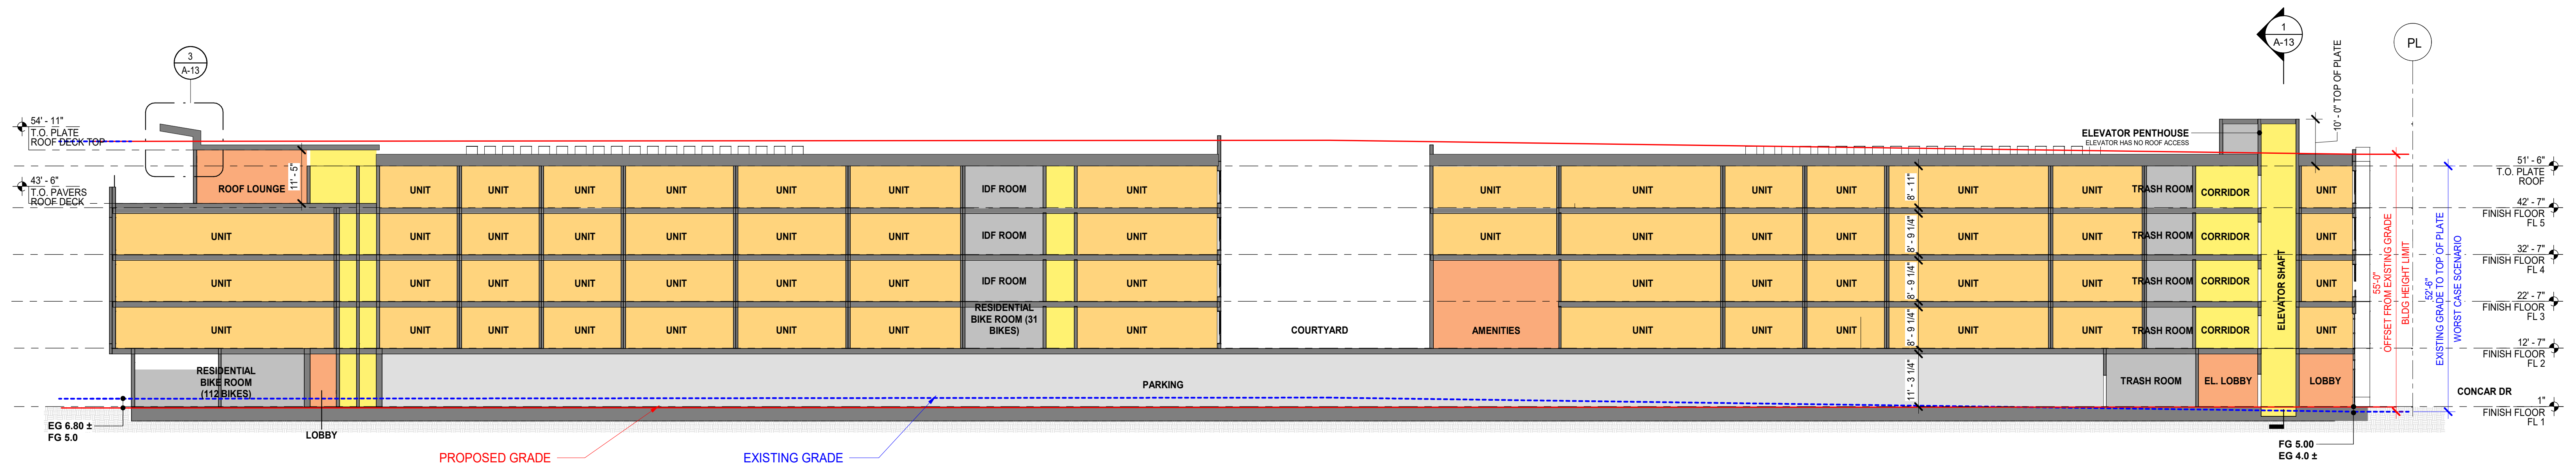 3
A-13
1
A-13
PL
10' - 0" TOP OF PLATE
54' - 11"
T.O. PLATE
ROOF DECK TOP
43' - 6"
T.O. PAVERS
ROOF DECK
ELEVATOR PENTHOUSE
ELEVATOR HAS NO ROOF ACCESS
51' - 6"
T.O. PLATE
ROOF
42' - 7"
FINISH FLOOR
FL 5
32' - 7"
FINISH FLOOR
FL 4
22' - 7"
FINISH FLOOR
FL 3
12' - 7"
FINISH FLOOR
FL 2
CONCAR DR
1"
FINISH FLOOR
FL 1
55'-0"
OFFSET FROM EXISTING GRADE
BLDG HEIGHT LIMIT
52'-6"
EXISTING GRADE TO TOP OF PLATE
WORST CASE SCENARIO
ROOF LOUNGE
11' - 5"
UNIT UNIT UNIT UNIT UNIT UNIT IDF ROOM UNIT UNIT UNIT UNIT UNIT 8' - 11" UNIT UNIT TRASH ROOM CORRIDOR UNIT
UNIT UNIT UNIT UNIT UNIT UNIT UNIT IDF ROOM UNIT UNIT UNIT UNIT UNIT 8' - 9 1/4" UNIT UNIT TRASH ROOM CORRIDOR UNIT
UNIT UNIT UNIT UNIT UNIT UNIT UNIT IDF ROOM UNIT UNIT UNIT UNIT 8' - 9 1/4" UNIT UNIT TRASH ROOM CORRIDOR ELEVATOR SHAFT UNIT
RESIDENTIAL
BIKE ROOM (31
BIKES)
UNIT UNIT UNIT UNIT UNIT UNIT UNIT UNIT COURTYARD AMENITIES UNIT UNIT UNIT 8' - 9 1/4" UNIT UNIT TRASH ROOM CORRIDOR UNIT
RESIDENTIAL
BIKE ROOM
(112 BIKES)
PARKING
11' - 3 1/4"
TRASH ROOM EL. LOBBY LOBBY
EG 6.80 ±
FG 5.0
LOBBY
PROPOSED GRADE
EXISTING GRADE
FG 5.00
EG 4.0 ±